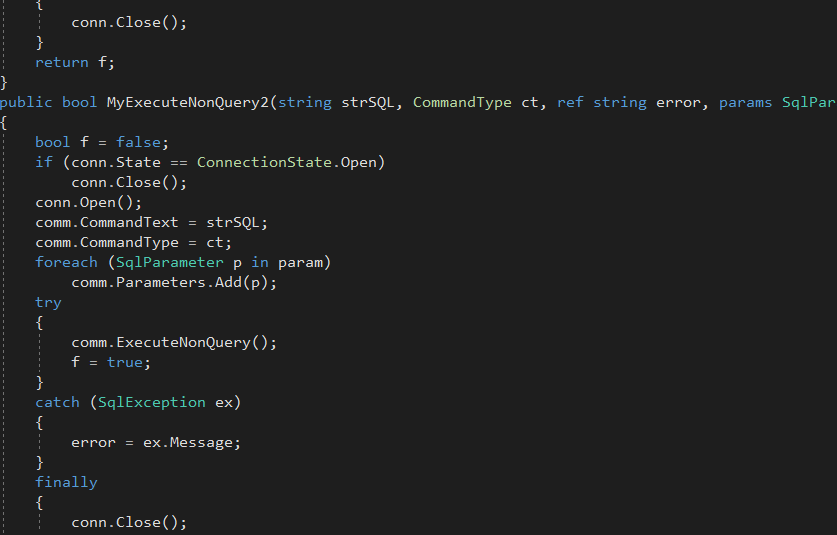 {
conn.Close();
}
return f;
}
public bool MyExecuteNonQuery2(string strSQL, CommandType ct, ref string error, params SqlPar
{
bool f = false;
if (conn.State == ConnectionState.Open)
conn.Close();
conn.Open();
comm.CommandText = strSQL;
comm.CommandType = ct;
foreach (SqlParameter p in param)
comm.Parameters.Add(p);
try
{
comm.ExecuteNonQuery();
f = true;
}
catch (SqlException ex)
{
error = ex.Message;
}
finally
{
conn.Close();